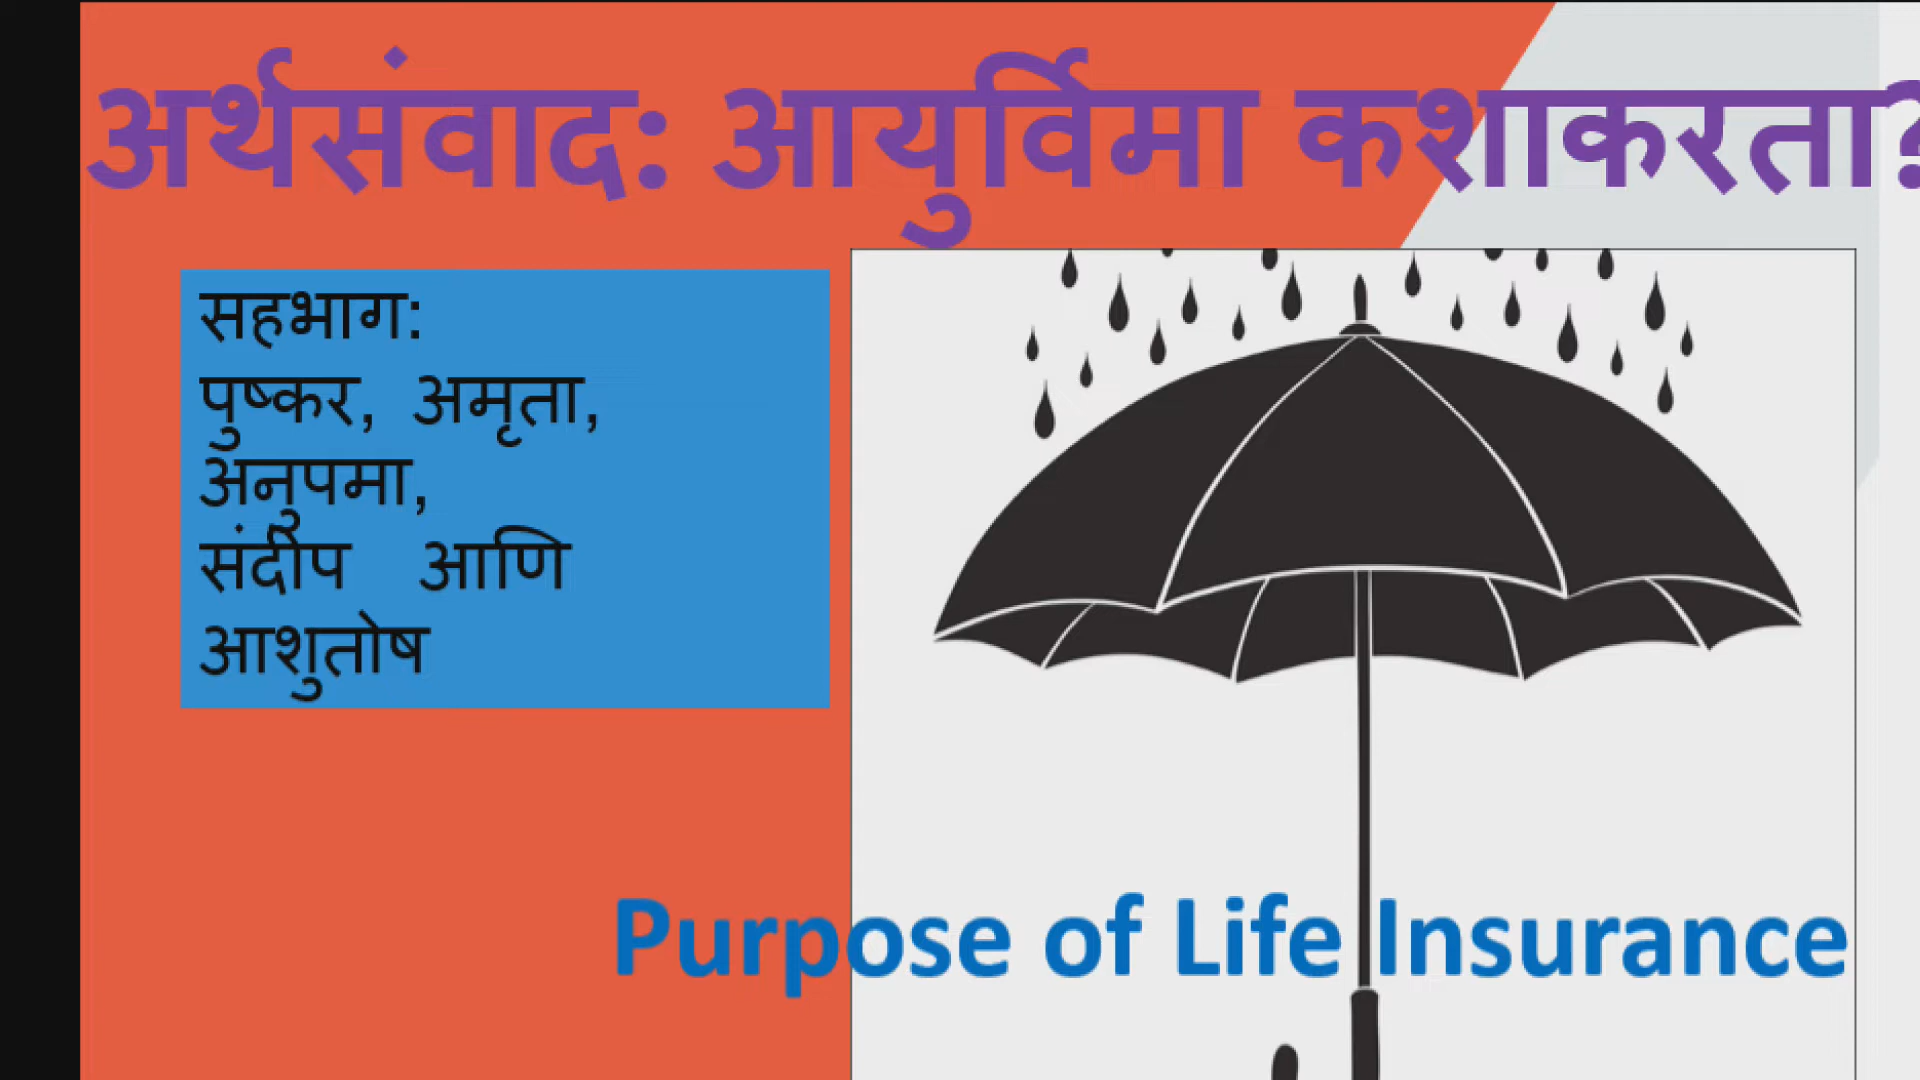 अर्थसंवाद: आयुर्विमा कशाकरता?
सहभाग:
पुष्कर, अमृता,
अनुपमा,
संदीप आणि
आशुतोष
Purpose of Life Insurance